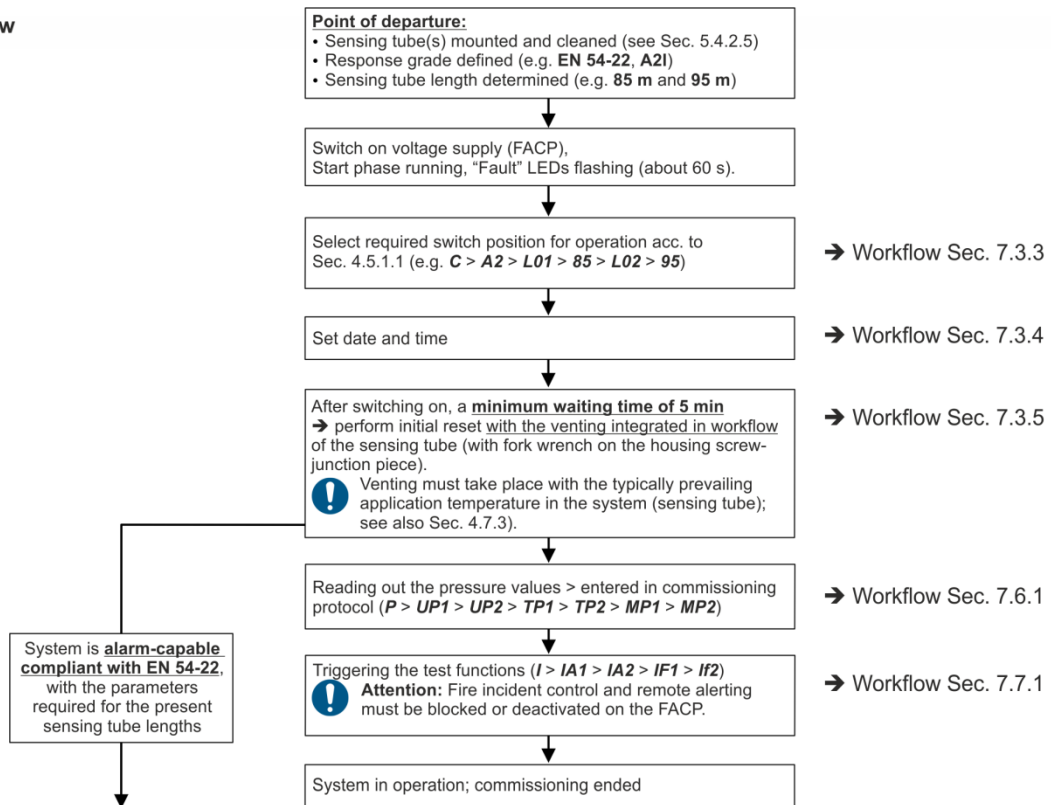 Point of departure:
• Sensing tube(s) mounted and cleaned (see Sec. 5.4.2.5)
• Response grade defined (e.g. EN 54-22, A2I)
• Sensing tube length determined (e.g. 85 m and 95 m)
Switch on voltage supply (FACP),
Start phase running, “Fault” LEDs flashing (about 60 s).
Select required switch position for operation acc. to
Sec. 4.5.1.1 (e.g. C > A2 > L01 > 85 > L02 > 95)
➔ Workflow Sec. 7.3.3
Set date and time
➔ Workflow Sec. 7.3.4
After switching on, a minimum waiting time of 5 min
➔ perform initial reset with the venting integrated in workflow
of the sensing tube (with fork wrench on the housing screw-
junction piece).
Venting must take place with the typically prevailing
application temperature in the system (sensing tube);
see also Sec. 4.7.3).
➔ Workflow Sec. 7.3.5
Reading out the pressure values > entered in commissioning
protocol (P > UP1 > UP2 > TP1 > TP2 > MP1 > MP2)
➔ Workflow Sec. 7.6.1
System is alarm-capable
compliant with EN 54-22,
with the parameters
required for the present
sensing tube lengths
Triggering the test functions (I > IA1 > IA2 > IF1 > If2)
Attention: Fire incident control and remote alerting
must be blocked or deactivated on the FACP.
➔ Workflow Sec. 7.7.1
System in operation; commissioning ended